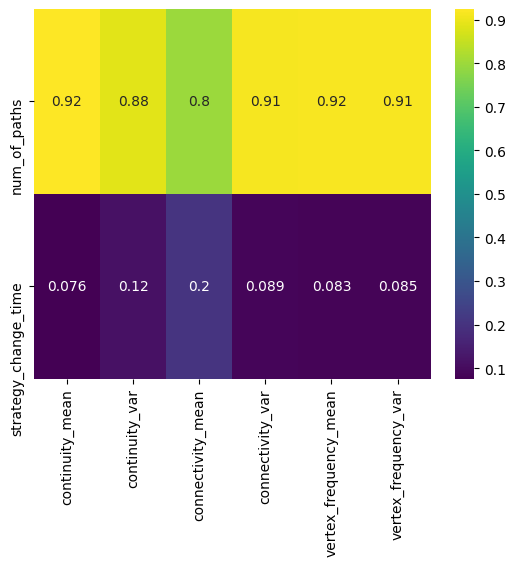 num_of_paths
0.92 0.88 0.8 0.91 0.92 0.91
strategy_change_time
0.076 0.12 0.2 0.089 0.083 0.085
continuity_mean
continuity_var
connectivity_mean
connectivity_var
vertex_frequency_mean
vertex_frequency_var
0.9
0.8
0.7
0.6
0.5
0.4
0.3
0.2
0.1